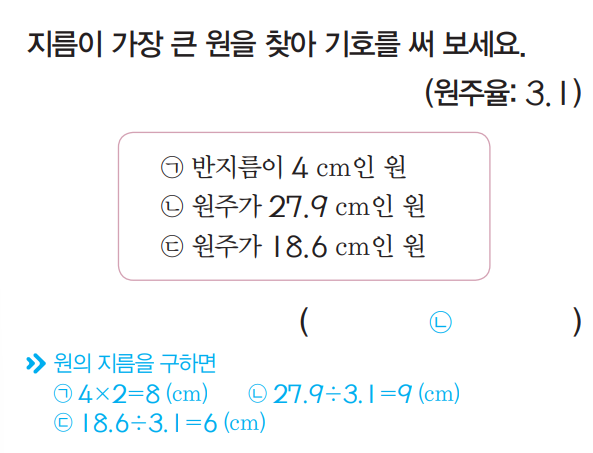 지름이 가장 큰 원을 찾아 기호를 써 보세요.
(원주율: 3.1)
㉠ 반지름이 4 cm인 원
㉡ 원주가 27.9 cm인 원
㉢ 원주가 18.6 cm인 원
( ㉡ )
원의 지름을 구하면
㉠ 4×2=8 (cm) ㉡ 27.9÷3.1=9 (cm)
㉢ 18.6÷3.1=6 (cm)